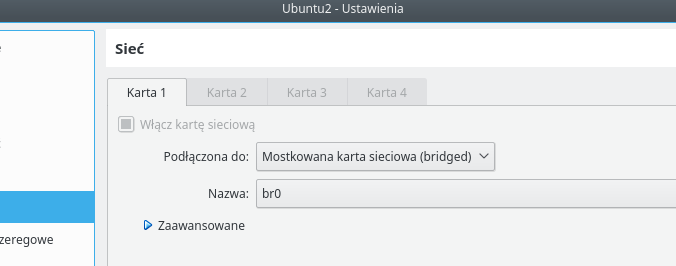 Ubuntu2 - Ustawienia
Sieć
Karta 1 Karta 2 Karta 3 Karta 4
Włącz kartę sieciową
Podłączona do: Mostkowana karta sieciowa (bridged)
Nazwa: br0
Zaawansowane
zeregowe